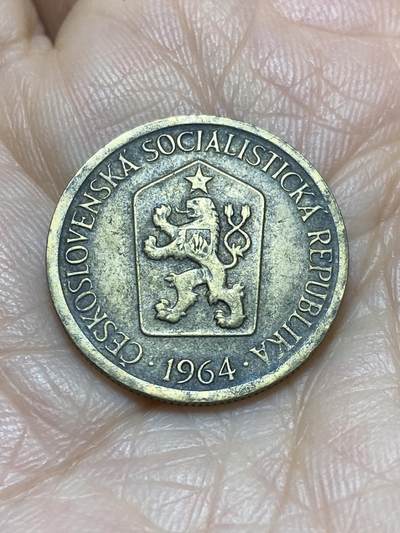 · ČESKOSLOVENSKÁ SOCIALISTICKÁ REPUBLIKA ·
1964